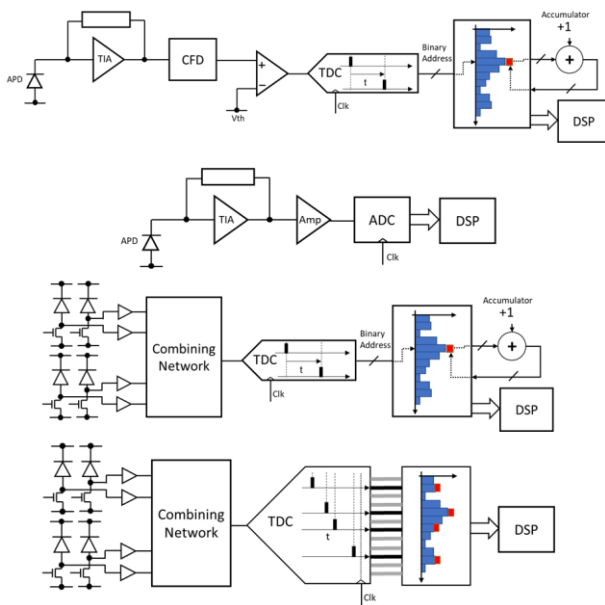 Accumulator
+1
TIA
CFD
+
−
TDC
t
Binary
Address
+
APD
Vth
Clk
DSP
TIA
Amp
ADC
DSP
APD
Clk
Combining
Network
TDC
t
Binary
Address
Accumulator
+1
+
Clk
DSP
Combining
Network
TDC
t
DSP
Clk